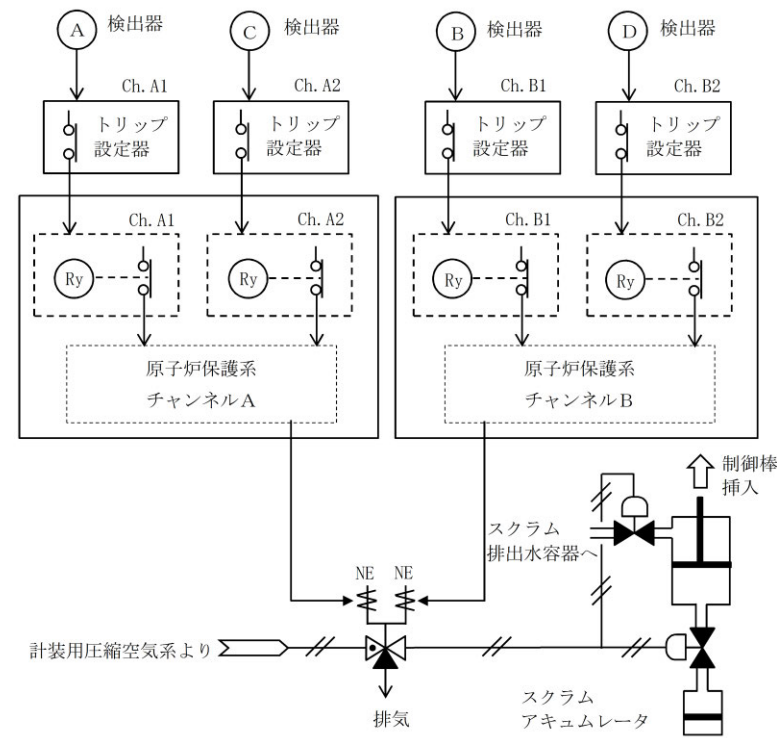 A
検出器
C
検出器
B
検出器
D
検出器
Ch. A1
Ch. A2
Ch. B1
Ch. B2
トリップ
設定器
トリップ
設定器
トリップ
設定器
トリップ
設定器
Ch. A1
Ch. A2
Ch. B1
Ch. B2
Ry
Ry
Ry
Ry
原子炉保護系
チャンネルA
原子炉保護系
チャンネルB
制御棒
挿入
スクラム
排出水容器へ
NE
NE
計装用圧縮空気系より
排気
スクラム
アキュムレータ